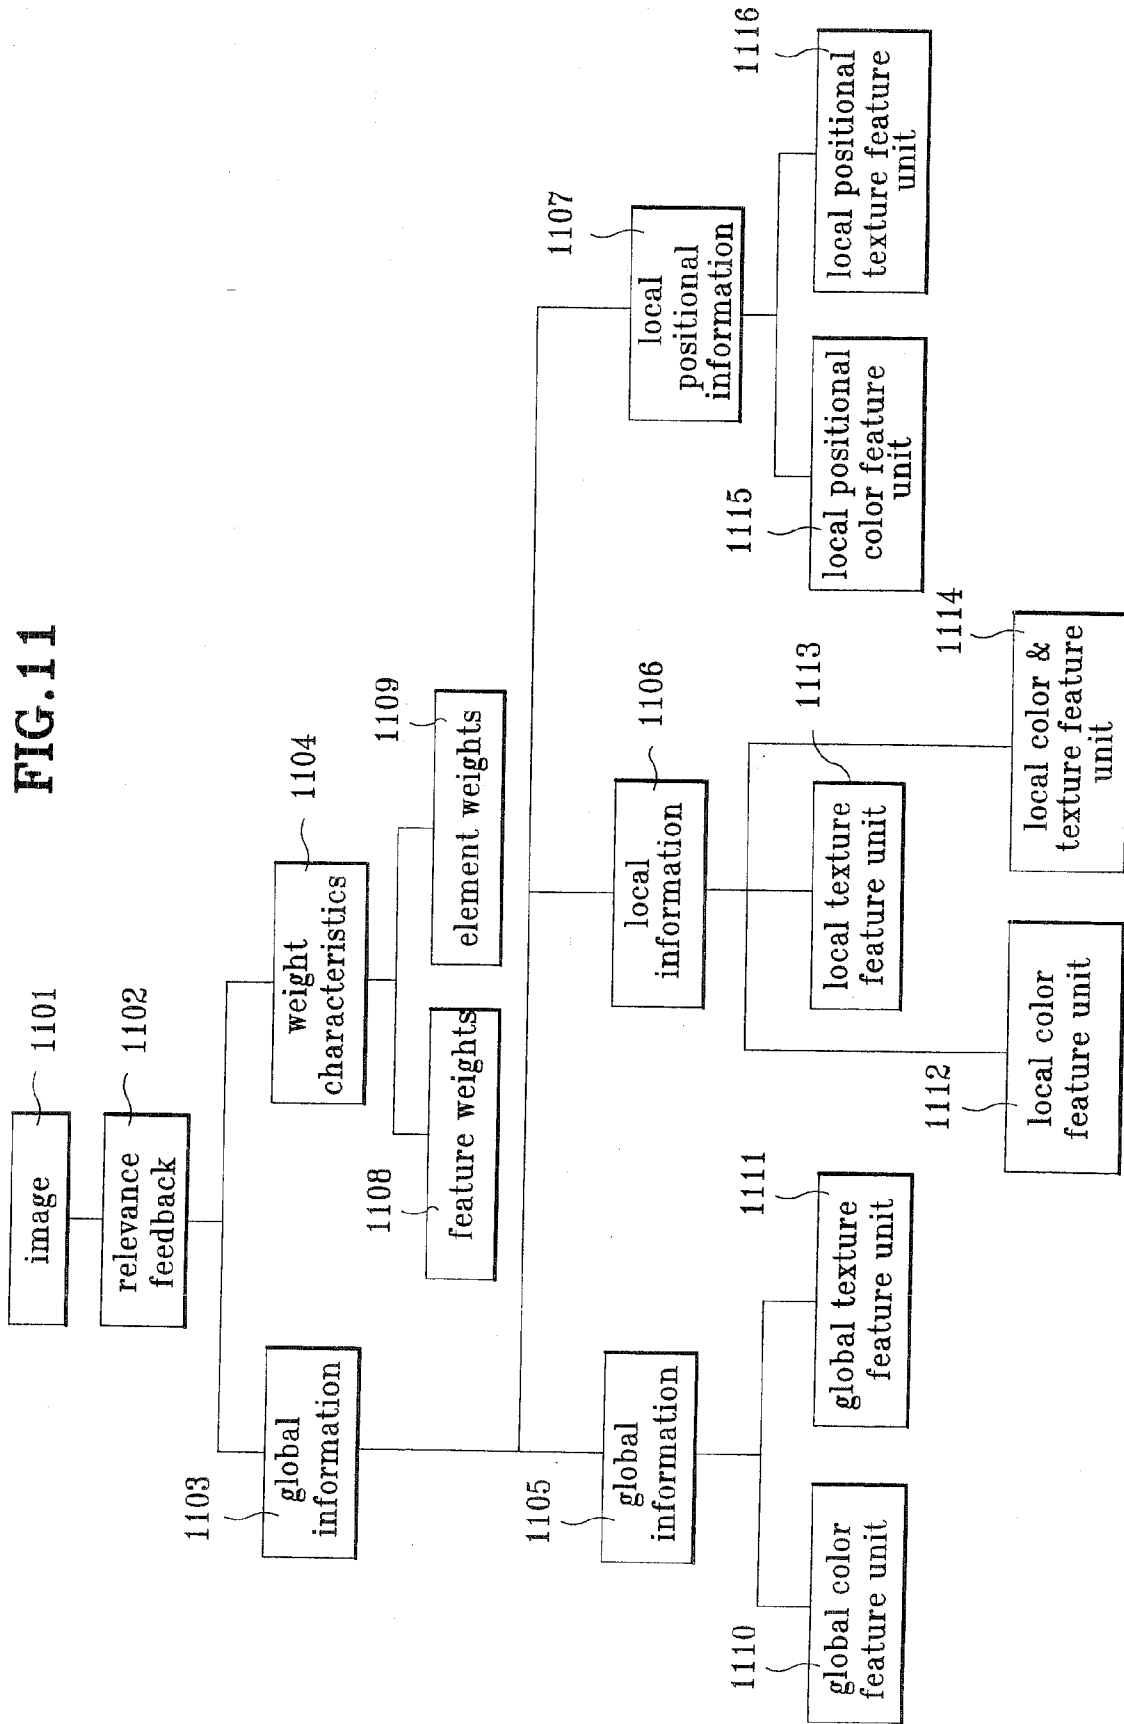 FIG.11
image
1101
relevance
feedback
1102
1103
global
information
weight
characteristics
1104
1108
feature weights
element weights
1109
1105
global
information
local
information
1106
local
positional
information
1107
1110
global color
feature unit
global texture
feature unit
1111
1112
local color
feature unit
local texture
feature unit
1113
local color &
texture feature
unit
1114
1115
local positional
color feature
unit
local positional
texture feature
unit
1116